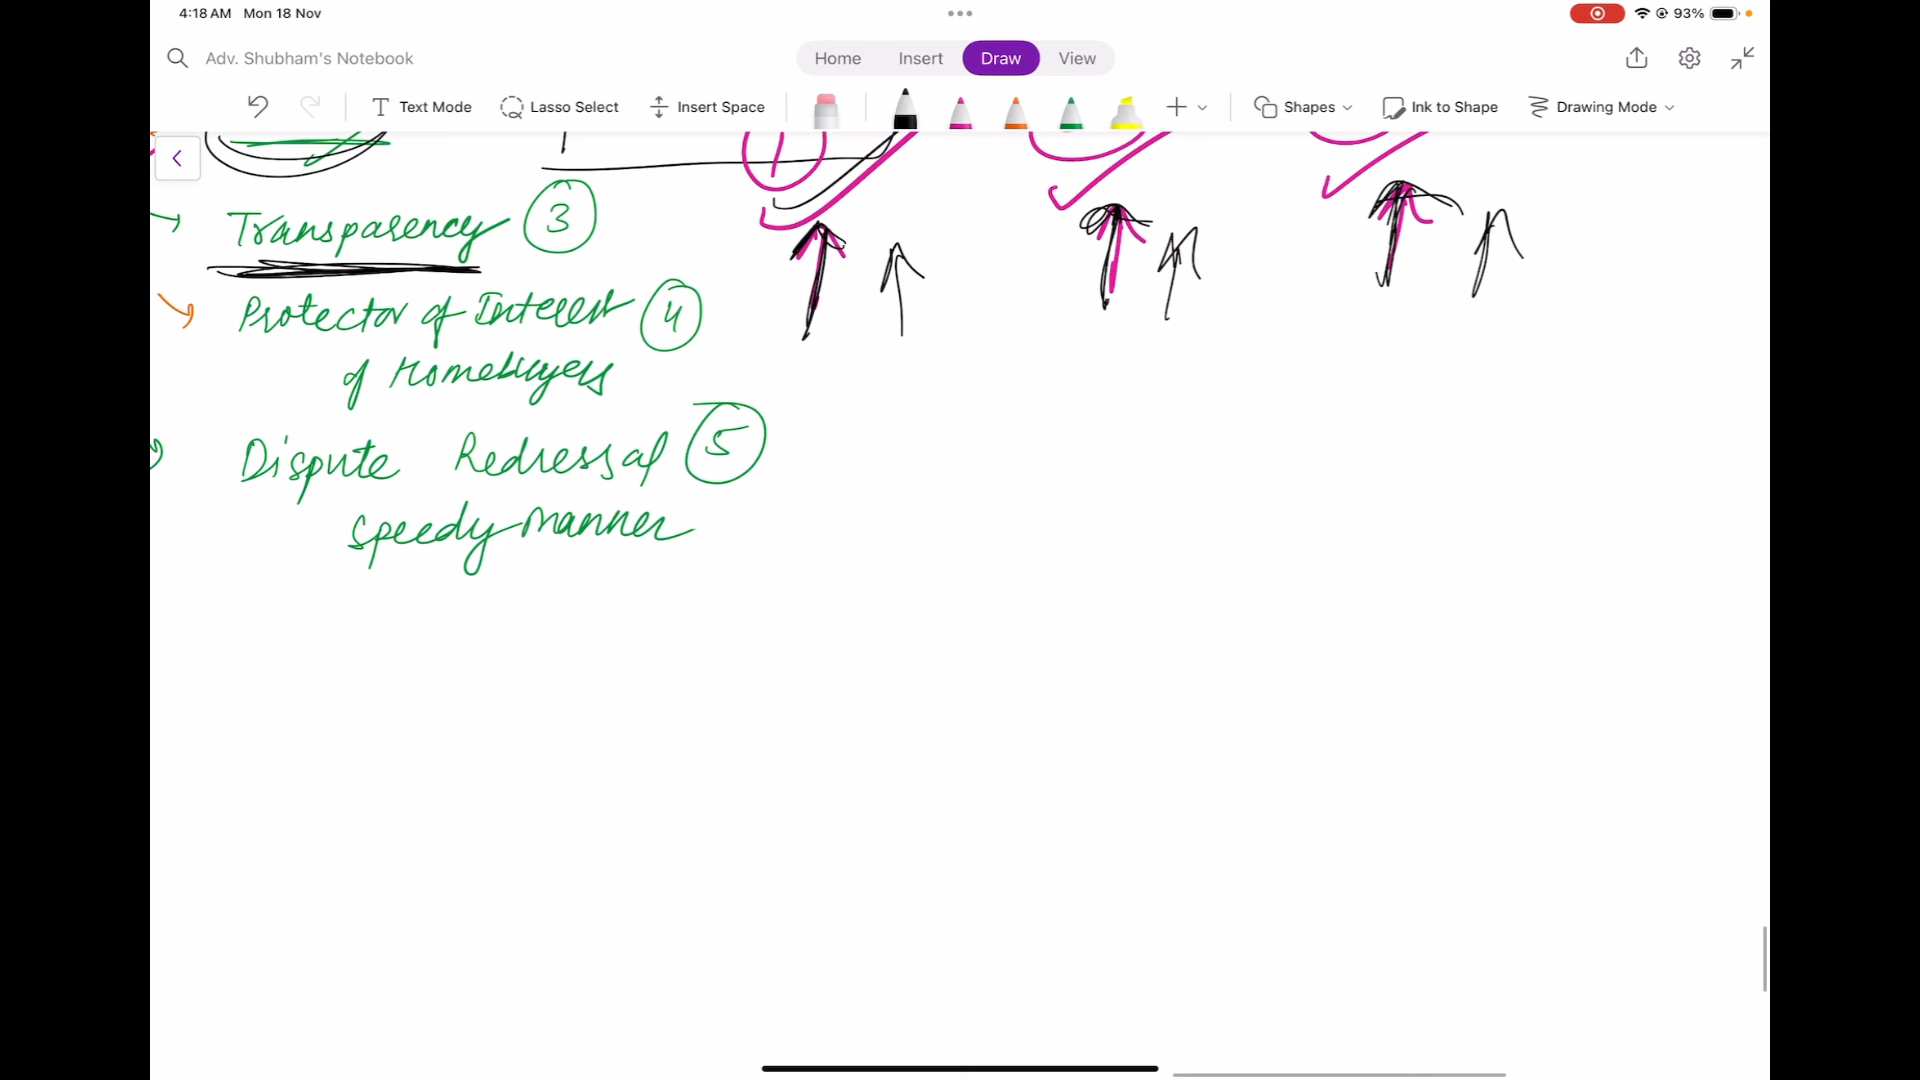 4:18 AM Mon 18 Nov
93%
Adv. Shubham's Notebook
Home Insert Draw View
Text Mode Lasso Select Insert Space Shapes Ink to Shape Drawing Mode
1
Transparency 3
Protector of Interest 4
of Homebuyers
Dispute Redressal 5
speedy manner